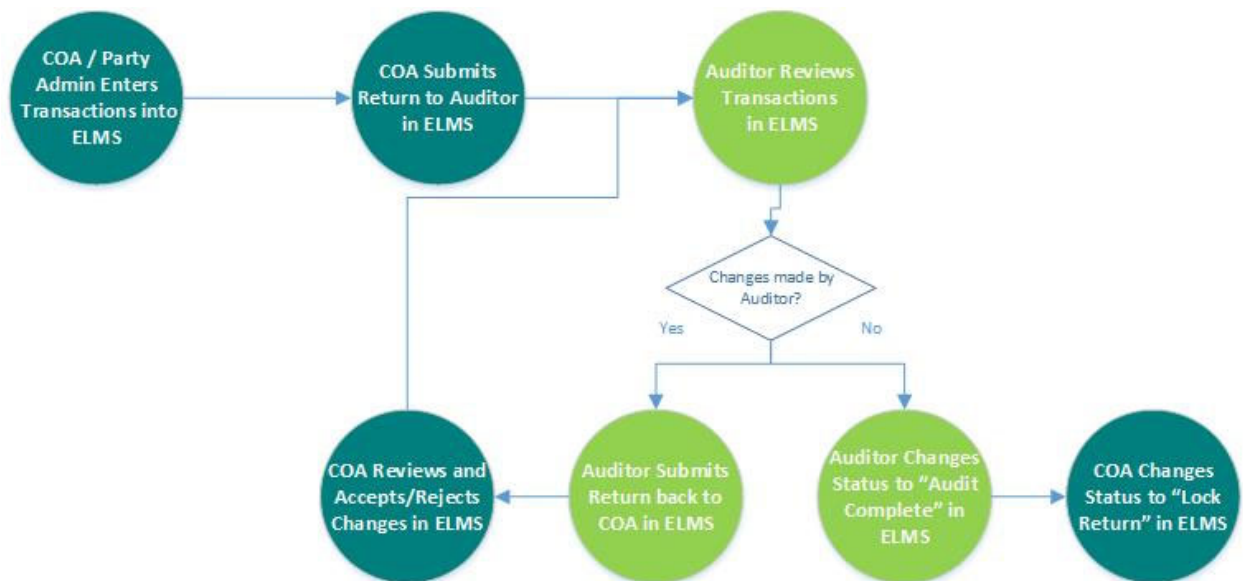 COA / Party
Admin Enters
Transactions into
ELMS
COA Submits
Return to Auditor
in ELMS
Auditor Reviews
Transactions
in ELMS
Changes made by
Auditor?
Yes
No
COA Reviews and
Accepts/Rejects
Changes in ELMS
Auditor Submits
Return back to
COA in ELMS
Auditor Changes
Status to “Audit
Complete” in
ELMS
COA Changes
Status to “Lock
Return” in ELMS